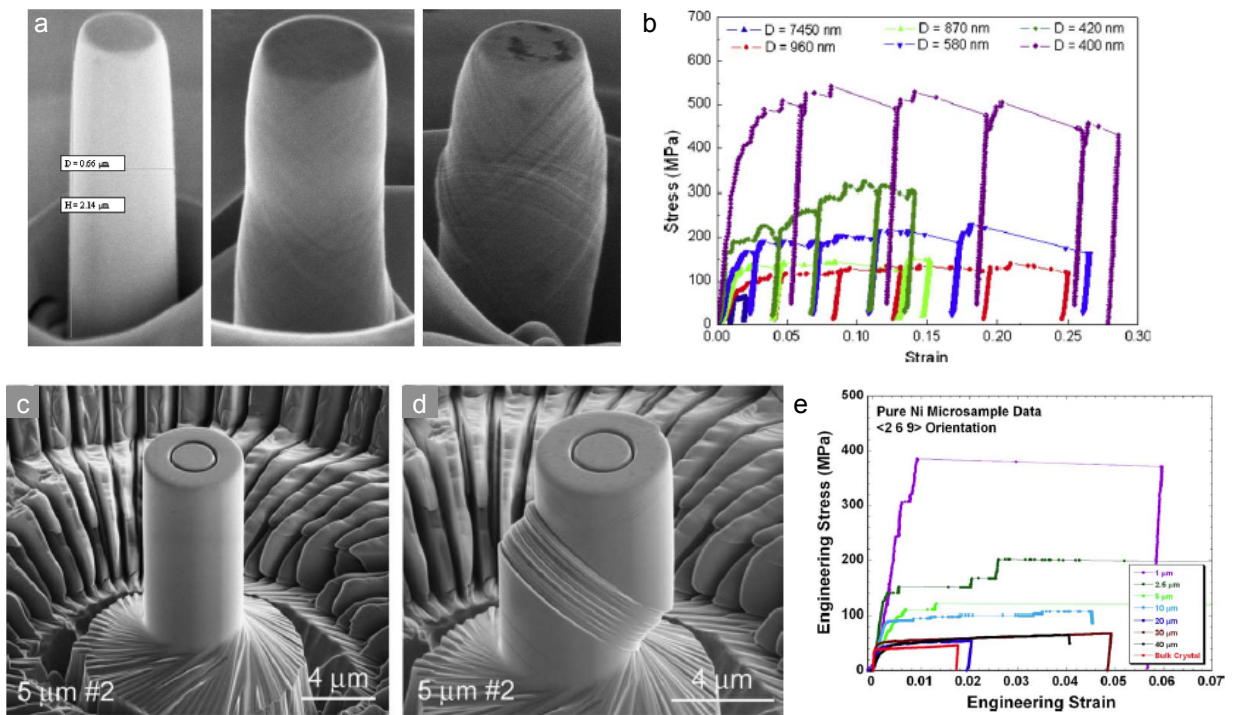 a
D = 0.66 µm
H = 2.14 µm
b
700
600
500
400
300
200
100
0
Stress (MPa)
D = 7450 nm
D = 870 nm
D = 420 nm
D = 960 nm
D = 580 nm
D = 400 nm
0.00
0.05
0.10
0.15
0.20
0.25
0.30
Strain
c
5 µm #2
4 µm
d
5 µm #2
4 µm
e
500
400
300
200
100
0
Engineering Stress (MPa)
Pure Ni Microsample Data
<2 6 9> Orientation
1 µm
2.5 µm
5 µm
10 µm
20 µm
30 µm
40 µm
Bulk Crystal
0
0.01
0.02
0.03
0.04
0.05
0.06
0.07
Engineering Strain